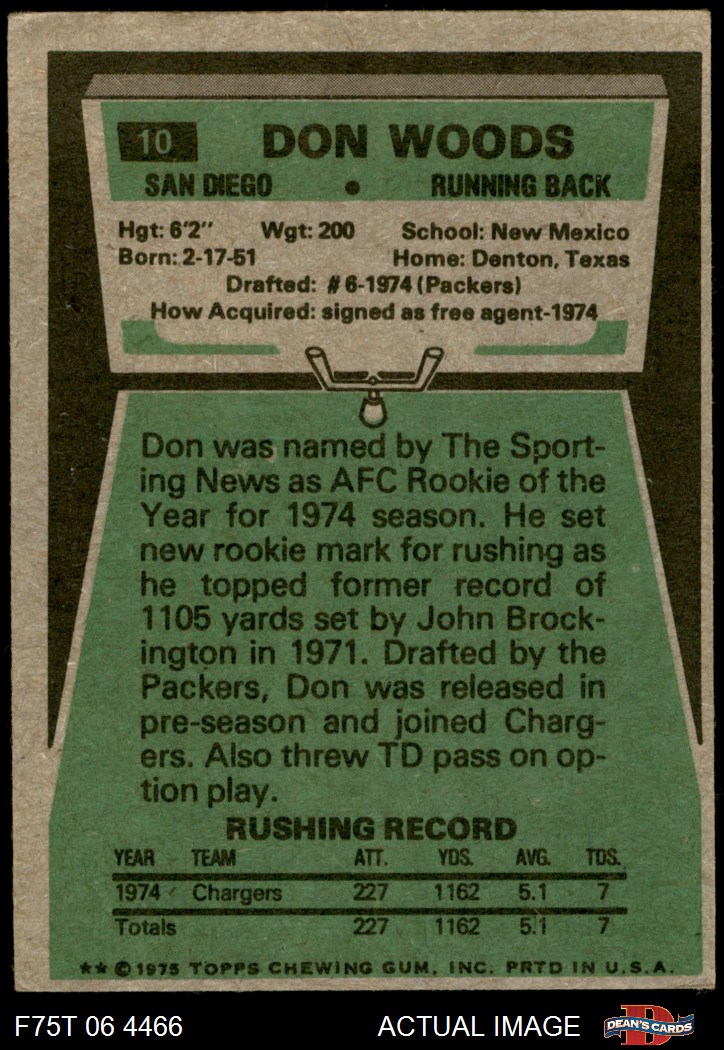 10 DON WOODS
SAN DIEGO • RUNNING BACK
Hgt: 6'2" Wgt: 200 School: New Mexico
Born: 2-17-51 Home: Denton, Texas
Drafted: #6-1974 (Packers)
How Acquired: signed as free agent-1974
Don was named by The Sport-
ing News as AFC Rookie of the
Year for 1974 season. He set
new rookie mark for rushing as
he topped former record of
1105 yards set by John Brock-
ington in 1971. Drafted by the
Packers, Don was released in
pre-season and joined Charg-
ers. Also threw TD pass on op-
tion play.
RUSHING RECORD
YEAR TEAM ATT. YDS. AVG. TDS.
1974 Chargers 227 1162 5.1 7
Totals 227 1162 5.1 7
** © 1975 TOPPS CHEWING GUM, INC. PRTD IN U.S.A.
F75T 06 4466 ACTUAL IMAGE D DEAN'S CARDS